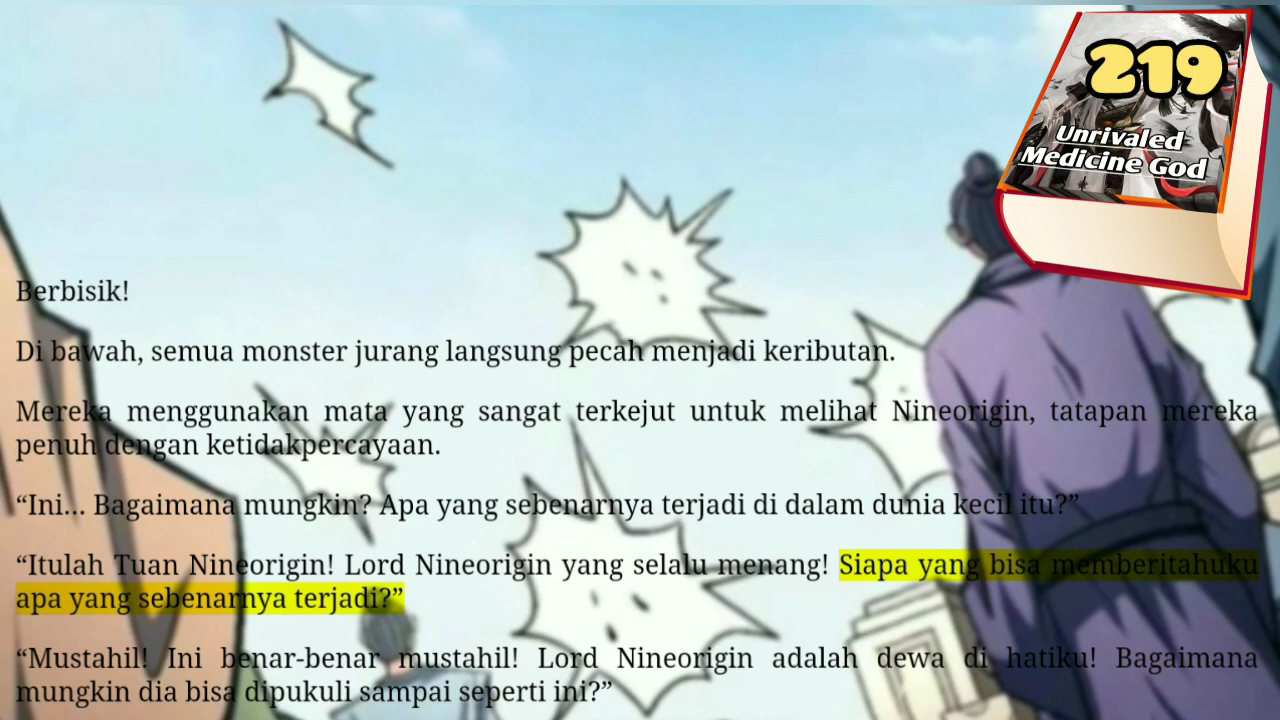 219
Unrivaled
Medicine God
Berbisik!
Di bawah, semua monster jurang langsung pecah menjadi keributan.
Mereka menggunakan mata yang sangat terkejut untuk melihat Nineorigin, tatapan mereka
penuh dengan ketidakpercayaan.
“Ini... Bagaimana mungkin? Apa yang sebenarnya terjadi di dalam dunia kecil itu?”
“Itulah Tuan Nineorigin! Lord Nineorigin yang selalu menang! Siapa yang bisa memberitahuku
apa yang sebenarnya terjadi?”
“Mustahil! Ini benar-benar mustahil! Lord Nineorigin adalah dewa di hatiku! Bagaimana
mungkin dia bisa dipukuli sampai seperti ini?”